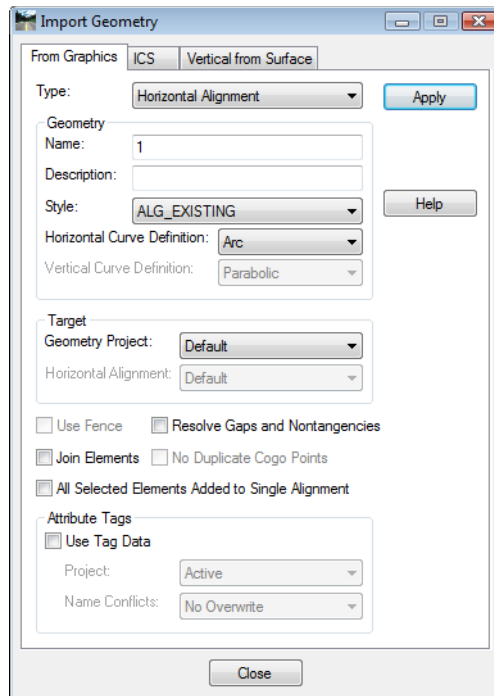 Import Geometry
From Graphics ICS Vertical from Surface
Type: Horizontal Alignment Apply
Geometry
Name: 1
Description:
Style: ALG_EXISTING Help
Horizontal Curve Definition: Arc
Vertical Curve Definition: Parabolic
Target
Geometry Project: Default
Horizontal Alignment: Default
Use Fence Resolve Gaps and Nontangencies
Join Elements No Duplicate Cogo Points
All Selected Elements Added to Single Alignment
Attribute Tags
Use Tag Data
Project: Active
Name Conflicts: No Overwrite
Close